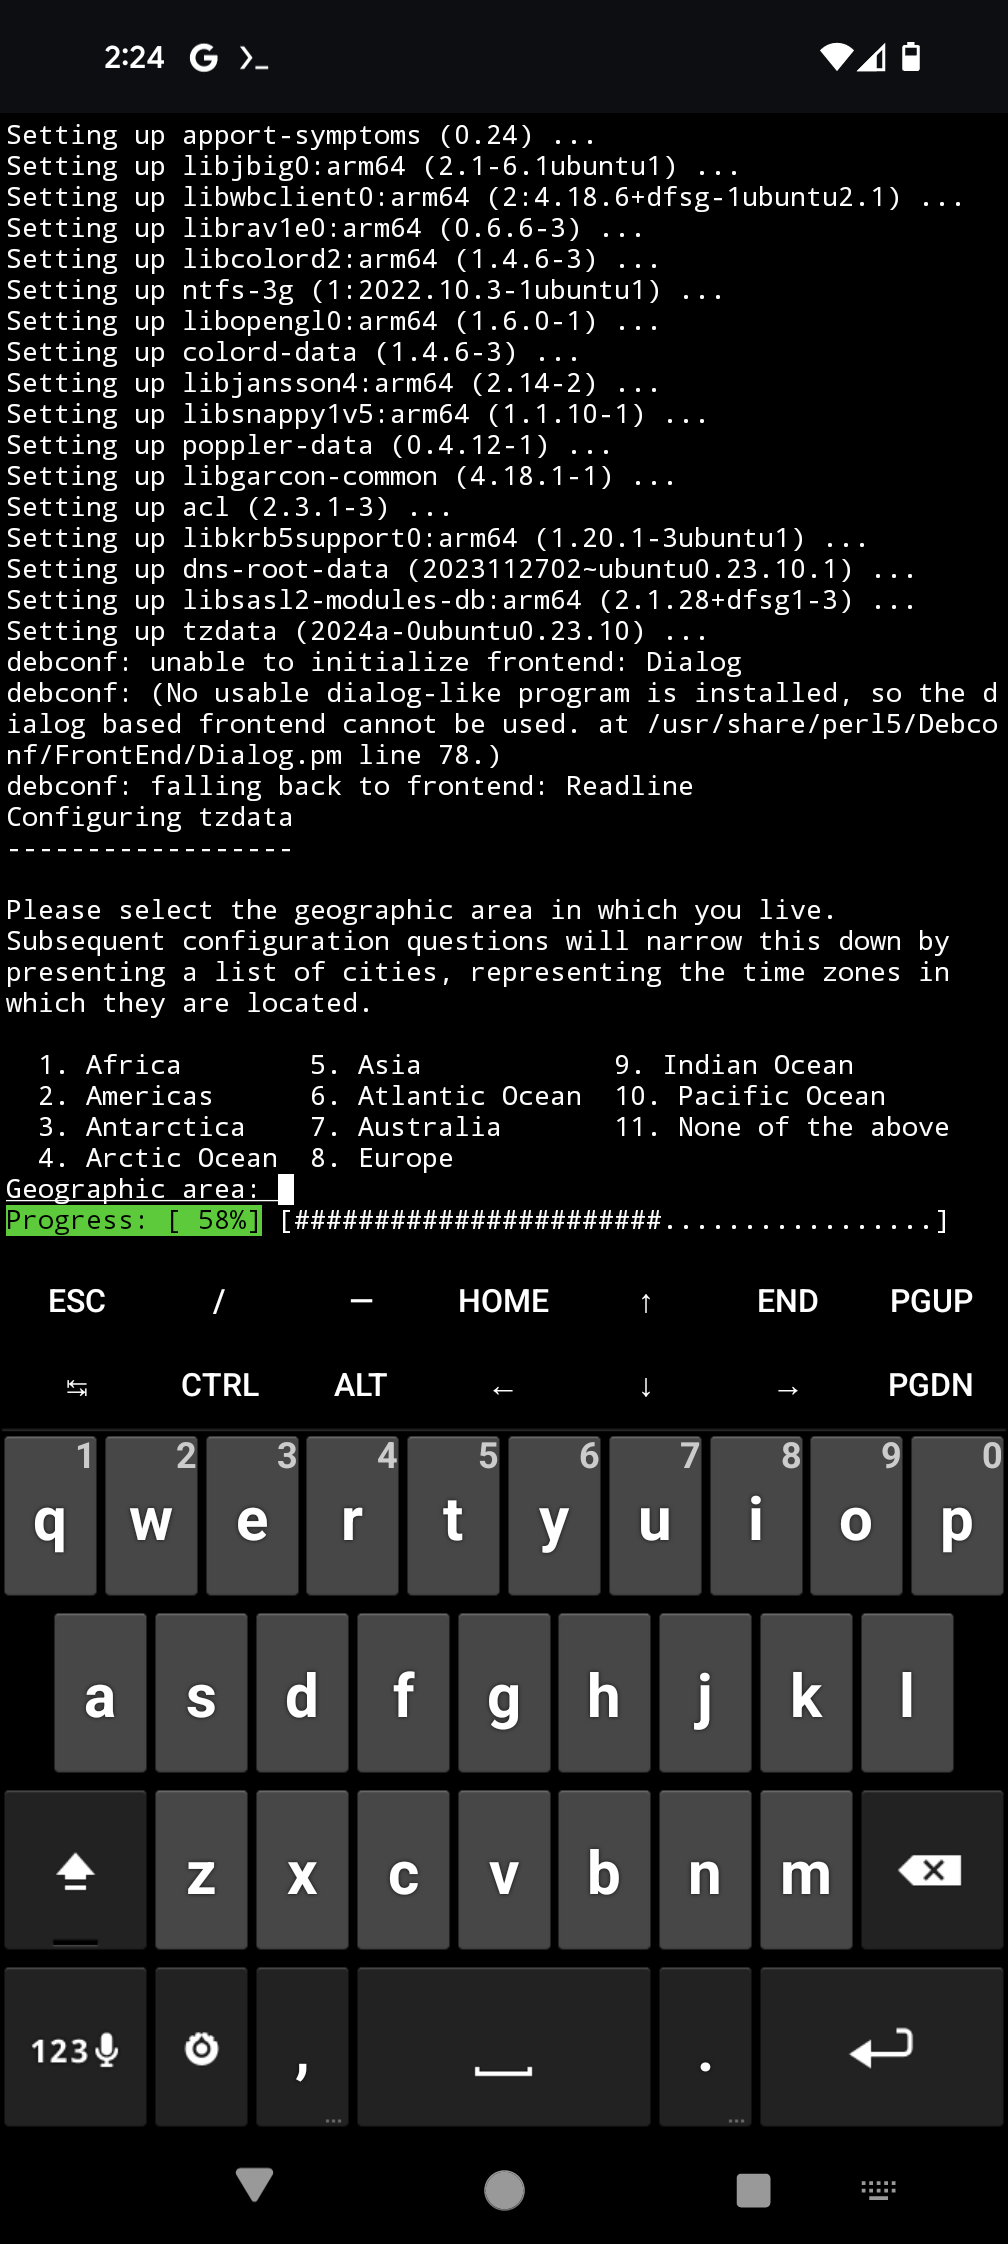 2:24
Setting up apport-symptoms (0.24) ...
Setting up libjbig0:arm64 (2.1-6.1ubuntu1) ...
Setting up libwbclient0:arm64 (2:4.18.6+dfsg-1ubuntu2.1) ...
Setting up librav1e0:arm64 (0.6.6-3) ...
Setting up libcolord2:arm64 (1.4.6-3) ...
Setting up ntfs-3g (1:2022.10.3-1ubuntu1) ...
Setting up libopengl0:arm64 (1.6.0-1) ...
Setting up colord-data (1.4.6-3) ...
Setting up libjansson4:arm64 (2.14-2) ...
Setting up libsnappy1v5:arm64 (1.1.10-1) ...
Setting up poppler-data (0.4.12-1) ...
Setting up libgarcon-common (4.18.1-1) ...
Setting up acl (2.3.1-3) ...
Setting up libkrb5support0:arm64 (1.20.1-3ubuntu1) ...
Setting up dns-root-data (2023112702~ubuntu0.23.10.1) ...
Setting up libsasl2-modules-db:arm64 (2.1.28+dfsg1-3) ...
Setting up tzdata (2024a-0ubuntu0.23.10) ...
debconf: unable to initialize frontend: Dialog
debconf: (No usable dialog-like program is installed, so the d
ialog based frontend cannot be used. at /usr/share/perl5/Debco
nf/FrontEnd/Dialog.pm line 78.)
debconf: falling back to frontend: Readline
Configuring tzdata
------------------
Please select the geographic area in which you live.
Subsequent configuration questions will narrow this down by
presenting a list of cities, representing the time zones in
which they are located.
1. Africa 5. Asia 9. Indian Ocean
2. Americas 6. Atlantic Ocean 10. Pacific Ocean
3. Antarctica 7. Australia 11. None of the above
4. Arctic Ocean 8. Europe
Geographic area:
Progress: [ 58%] [#######################.................]
ESC / — HOME ↑ END PGUP
↹ CTRL ALT ← ↓ → PGDN
1 2 3 4 5 6 7 8 9 0
q w e r t y u i o p
a s d f g h j k l
z x c v b n m
123 , .